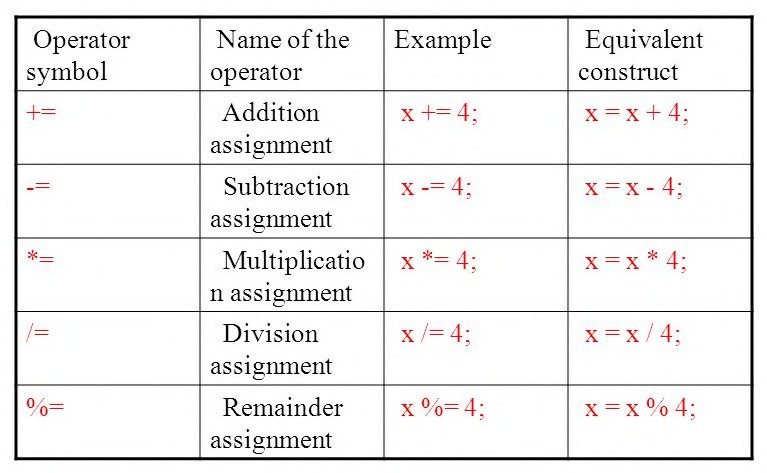 Operator symbol
Name of the operator
Example
Equivalent construct
+=
Addition assignment
x += 4;
x = x + 4;
-=
Subtraction assignment
x -= 4;
x = x - 4;
*=
Multiplication assignment
x *= 4;
x = x * 4;
/=
Division assignment
x /= 4;
x = x / 4;
%=
Remainder assignment
x %= 4;
x = x % 4;